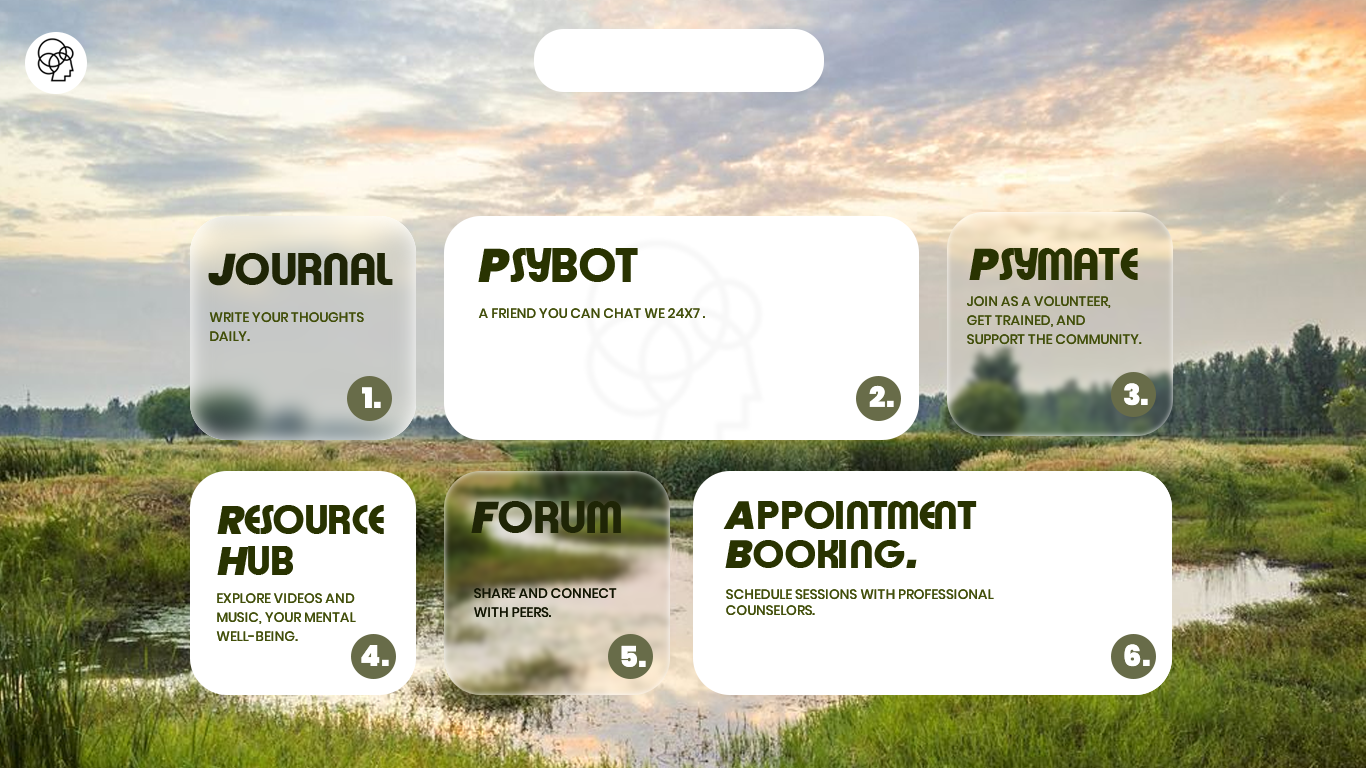 JOURNAL
WRITE YOUR THOUGHTS
DAILY.
1.
PSYBOT
A FRIEND YOU CAN CHAT WE 24X7.
2.
PSYMATE
JOIN AS A VOLUNTEER,
GET TRAINED, AND
SUPPORT THE COMMUNITY.
3.
RESOURCE
HUB
EXPLORE VIDEOS AND
MUSIC, YOUR MENTAL
WELL-BEING.
4.
FORUM
SHARE AND CONNECT
WITH PEERS.
5.
APPOINTMENT
BOOKING.
SCHEDULE SESSIONS WITH PROFESSIONAL
COUNSELORS.
6.